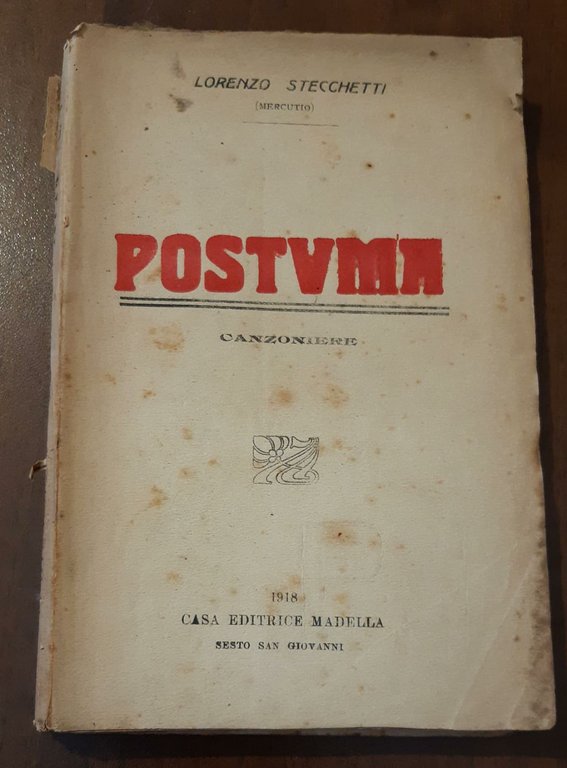 LORENZO STECCHETTI
(MERCUTIO)
POSTVMA
CANZONIERE
1918
CASA EDITRICE MADELLA
SESTO SAN GIOVANNI